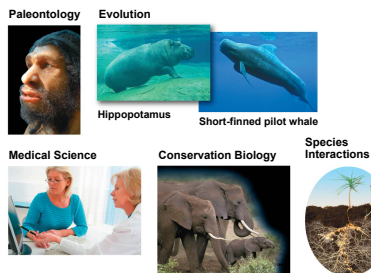 Paleontology
Evolution
Hippopotamus
Short-finned pilot whale
Medical Science
Conservation Biology
Species
Interactions